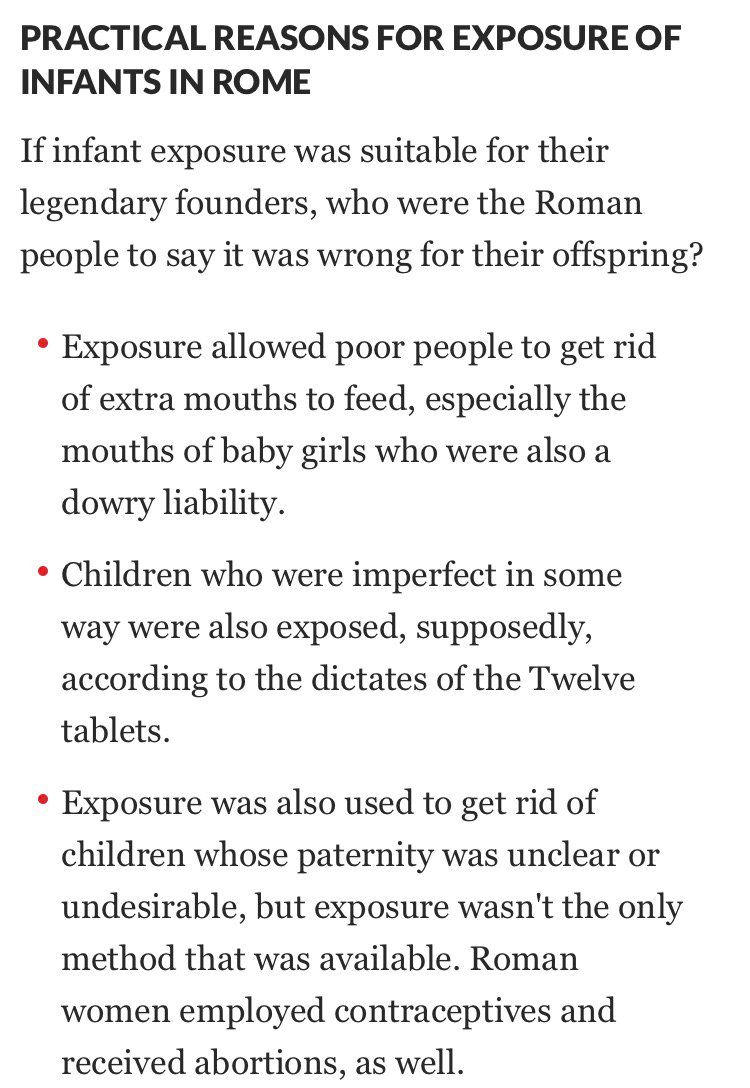 PRACTICAL REASONS FOR EXPOSURE OF
INFANTS IN ROME
If infant exposure was suitable for their
legendary founders, who were the Roman
people to say it was wrong for their offspring?
• Exposure allowed poor people to get rid
of extra mouths to feed, especially the
mouths of baby girls who were also a
dowry liability.
• Children who were imperfect in some
way were also exposed, supposedly,
according to the dictates of the Twelve
tablets.
• Exposure was also used to get rid of
children whose paternity was unclear or
undesirable, but exposure wasn't the only
method that was available. Roman
women employed contraceptives and
received abortions, as well.